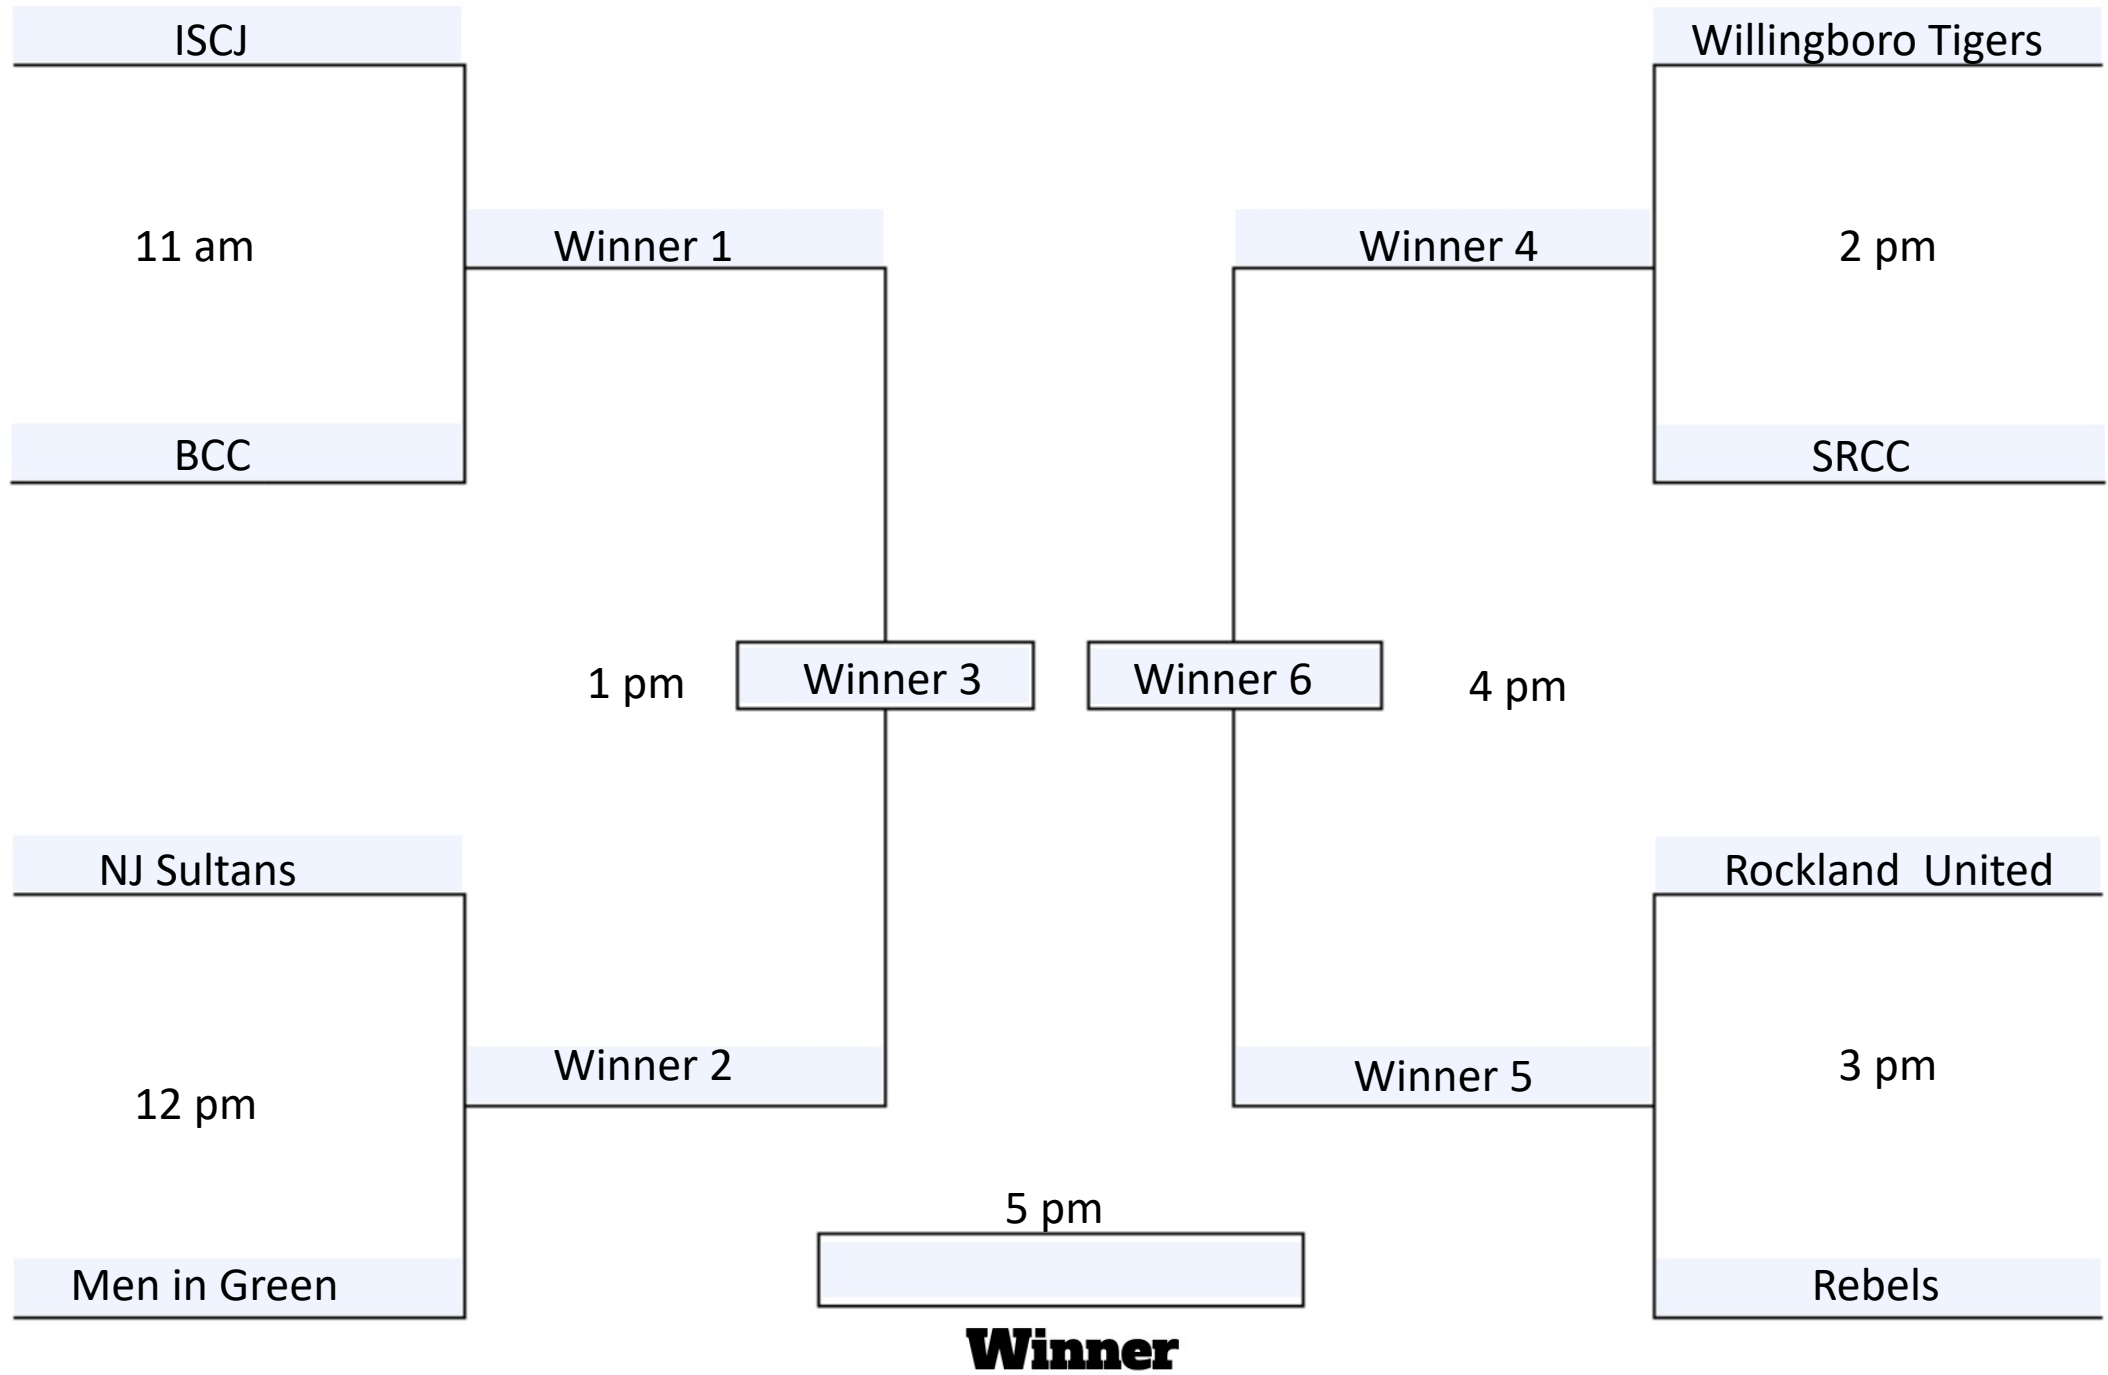 ISCJ
Willingboro Tigers
11 am
Winner 1
Winner 4
2 pm
BCC
SRCC
1 pm
Winner 3
Winner 6
4 pm
NJ Sultans
Rockland  United
Winner 2
Winner 5
3 pm
12 pm
5 pm
Men in Green
Rebels
Winner